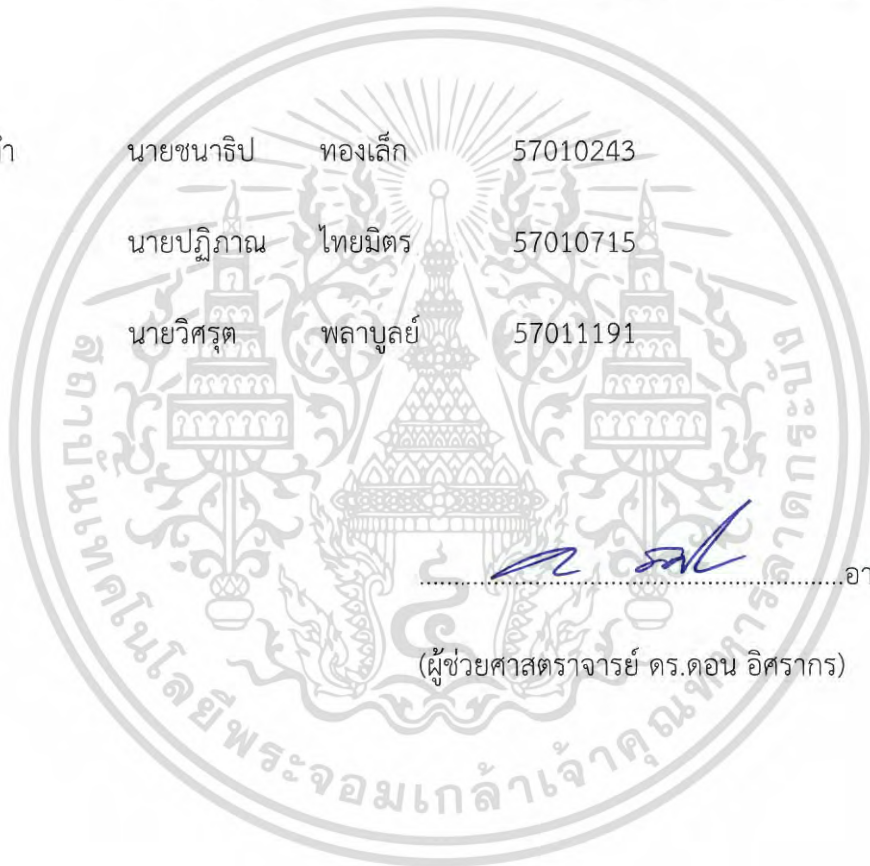 นายชนาธิป ทองเล็ก 57010243
นายปฏิภาณ ไทยมิตร 57010715
นายวิศรุต พลาบูลย์ 57011191
(ผู้ช่วยศาสตราจารย์ ดร.ดอน อิศรากร)
สถาบันเทคโนโลยีพระจอมเกล้าเจ้าคุณทหารลาดกระบัง
๔